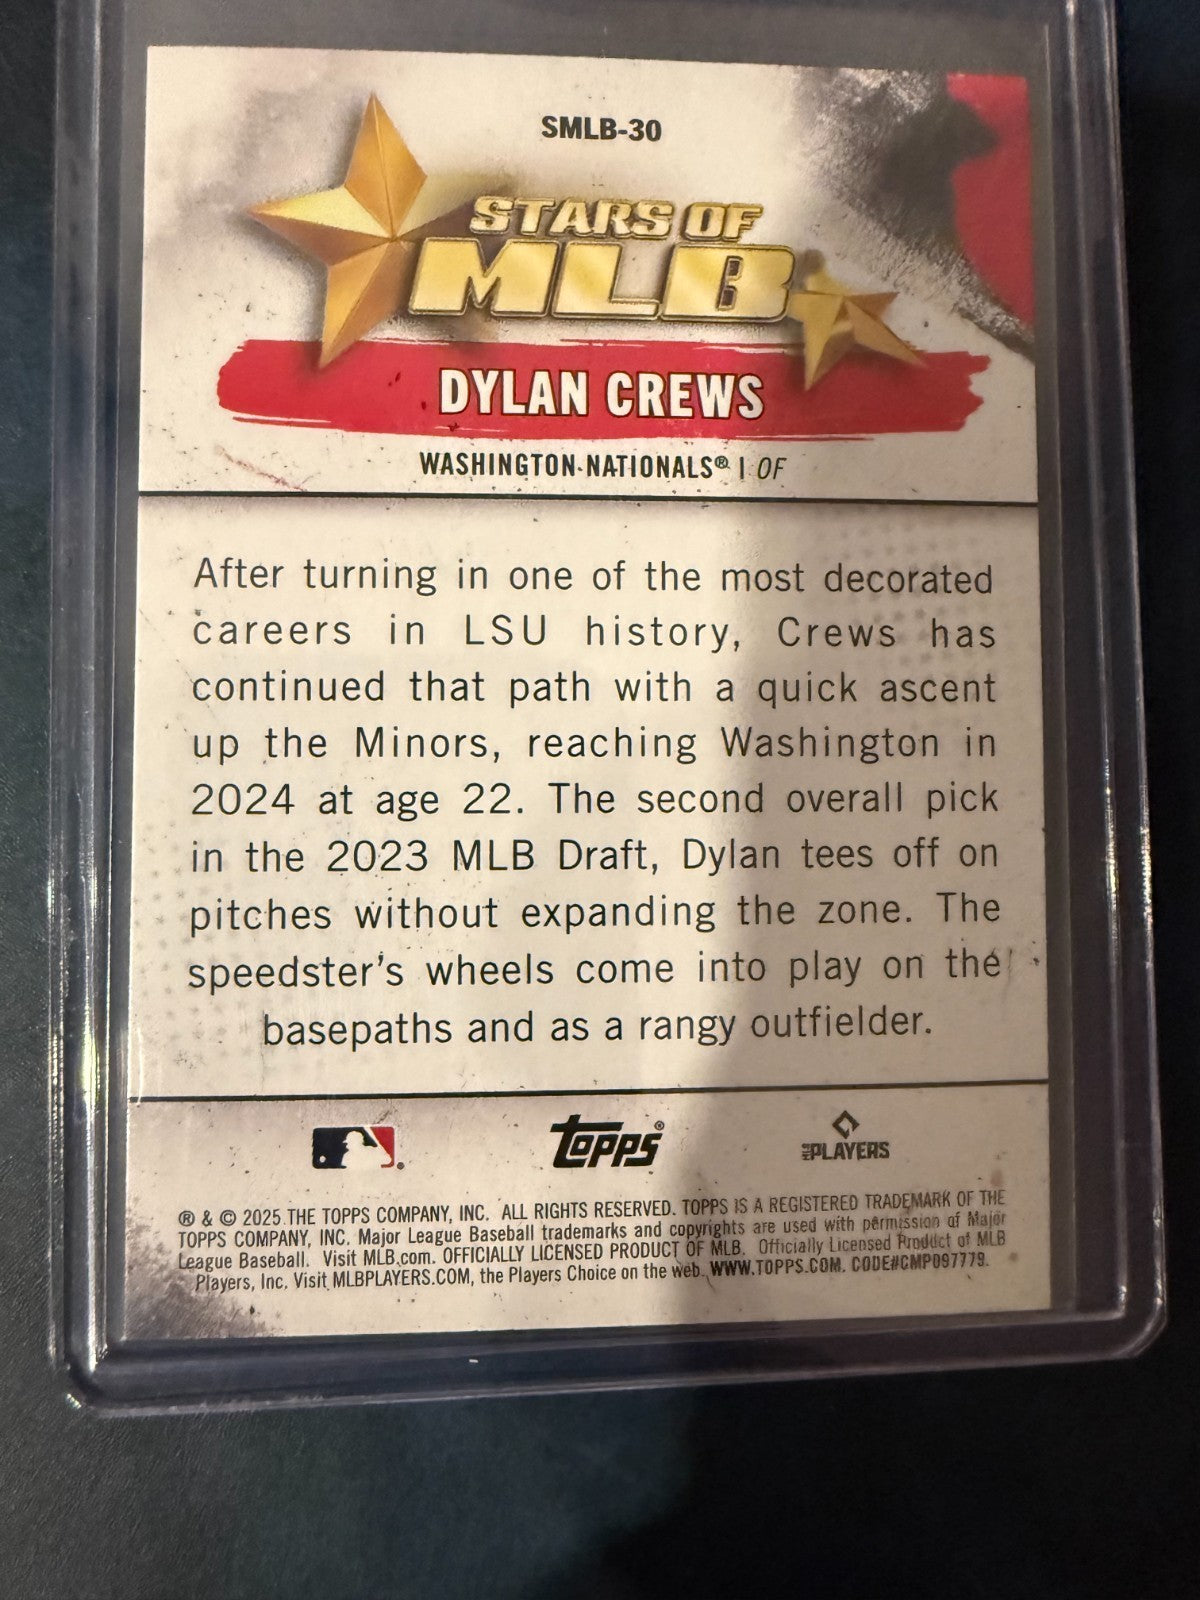 SMLB-30
STARS OF
MLB
DYLAN CREWS
WASHINGTON NATIONALS® | OF
After turning in one of the most decorated
careers in LSU history, Crews has
continued that path with a quick ascent
up the Minors, reaching Washington in
2024 at age 22. The second overall pick
in the 2023 MLB Draft, Dylan tees off on
pitches without expanding the zone. The
speedster's wheels come into play on the
basepaths and as a rangy outfielder.
Topps® PLAYERS
® & © 2025 THE TOPPS COMPANY, INC. ALL RIGHTS RESERVED. TOPPS IS A REGISTERED TRADEMARK OF THE
TOPPS COMPANY, INC. Major League Baseball trademarks and copyrights are used with permission of Major
League Baseball. Visit MLB.com. OFFICIALLY LICENSED PRODUCT OF MLB. Officially Licensed Product of MLB
Players, Inc. Visit MLBPLAYERS.COM, the Players Choice on the web. WWW.TOPPS.COM. CODE#CMP097779.